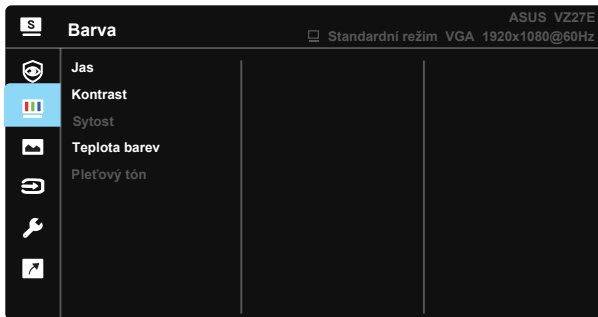 S
Barva
ASUS VZ27E
Standardní režim VGA 1920x1080@60Hz
Jas
Kontrast
Sytost
Teplota barev
Pleťový tón